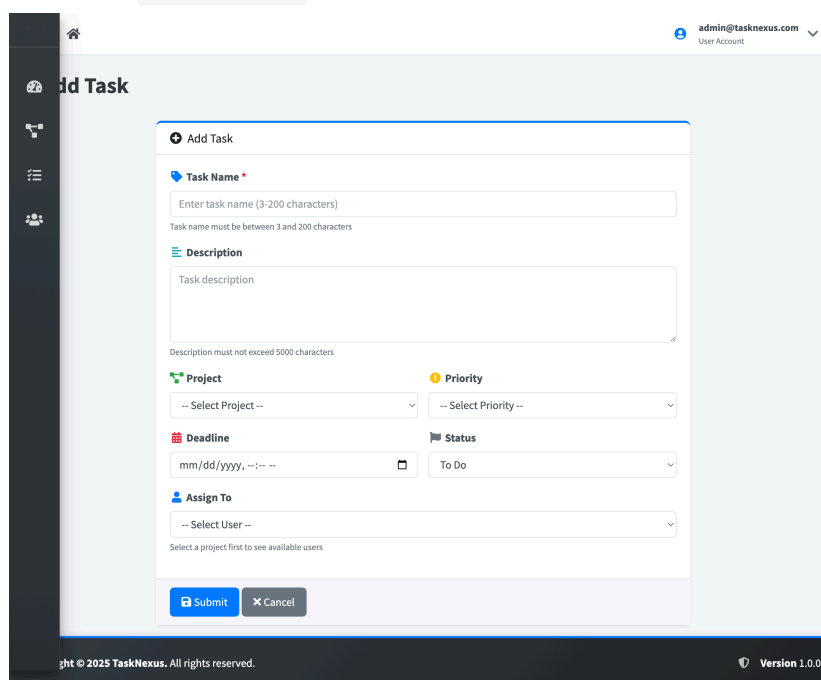 admin@tasknexus.com
User Account
dd Task
Add Task
Task Name *
Enter task name (3-200 characters)
Task name must be between 3 and 200 characters
Description
Task description
Description must not exceed 5000 characters
Project
Priority
-- Select Project --
-- Select Priority --
Deadline
Status
mm/dd/yyyy, --:-- --
To Do
Assign To
-- Select User --
Select a project first to see available users
Submit
Cancel
ght © 2025 TaskNexus. All rights reserved.
Version 1.0.0